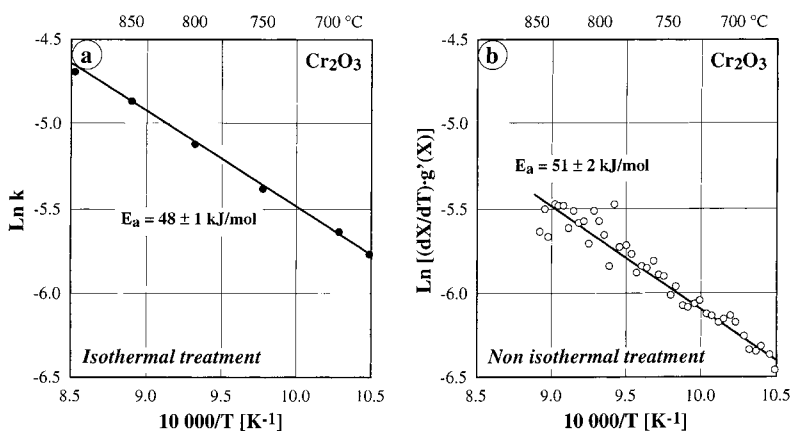 850 800 750 700 °C
a
Cr2O3
-4.5
-5.0
-5.5
-6.0
-6.5
Ln k
Ea = 48 ± 1 kJ/mol
Isothermal treatment
8.5 9.0 9.5 10.0 10.5
10 000/T [K-1]
850 800 750 700 °C
b
Cr2O3
-4.5
-5.0
-5.5
-6.0
-6.5
Ln [(dX/dT)·g'(X)]
Ea = 51 ± 2 kJ/mol
Non isothermal treatment
8.5 9.0 9.5 10.0 10.5
10 000/T [K-1]